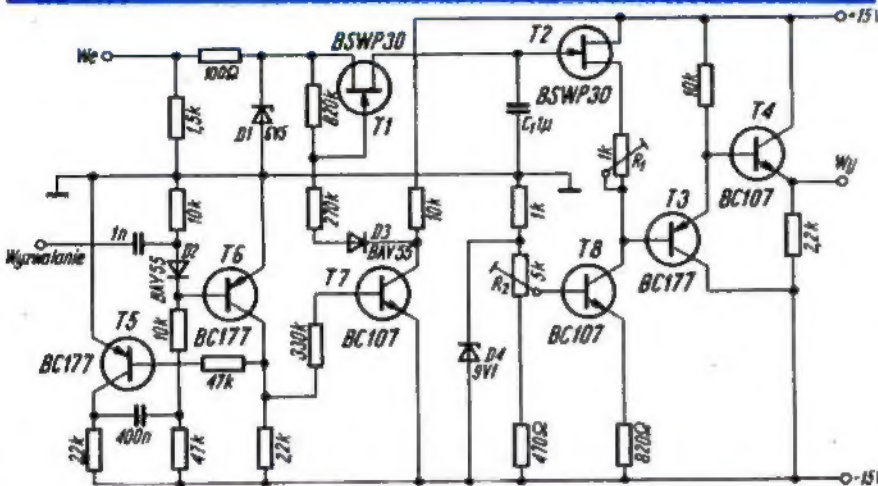 We
100Ω
1,5k
D1
6V5
820k
BSWP30
T1
T2
BSWP30
+15V
C₁ 1µ
1k
R₁
10k
T4
BC107
Wy
2,2k
10k
270k
D3
BAY55
10k
1k
T3
BC177
1n
Wyzwalanie
D2
BAY55
T6
BC177
T7
BC107
R₂
5k
T8
BC107
T5
BC177
10k
47k
330k
D4
9V1
400n
22k
47k
22k
470Ω
820Ω
-15V